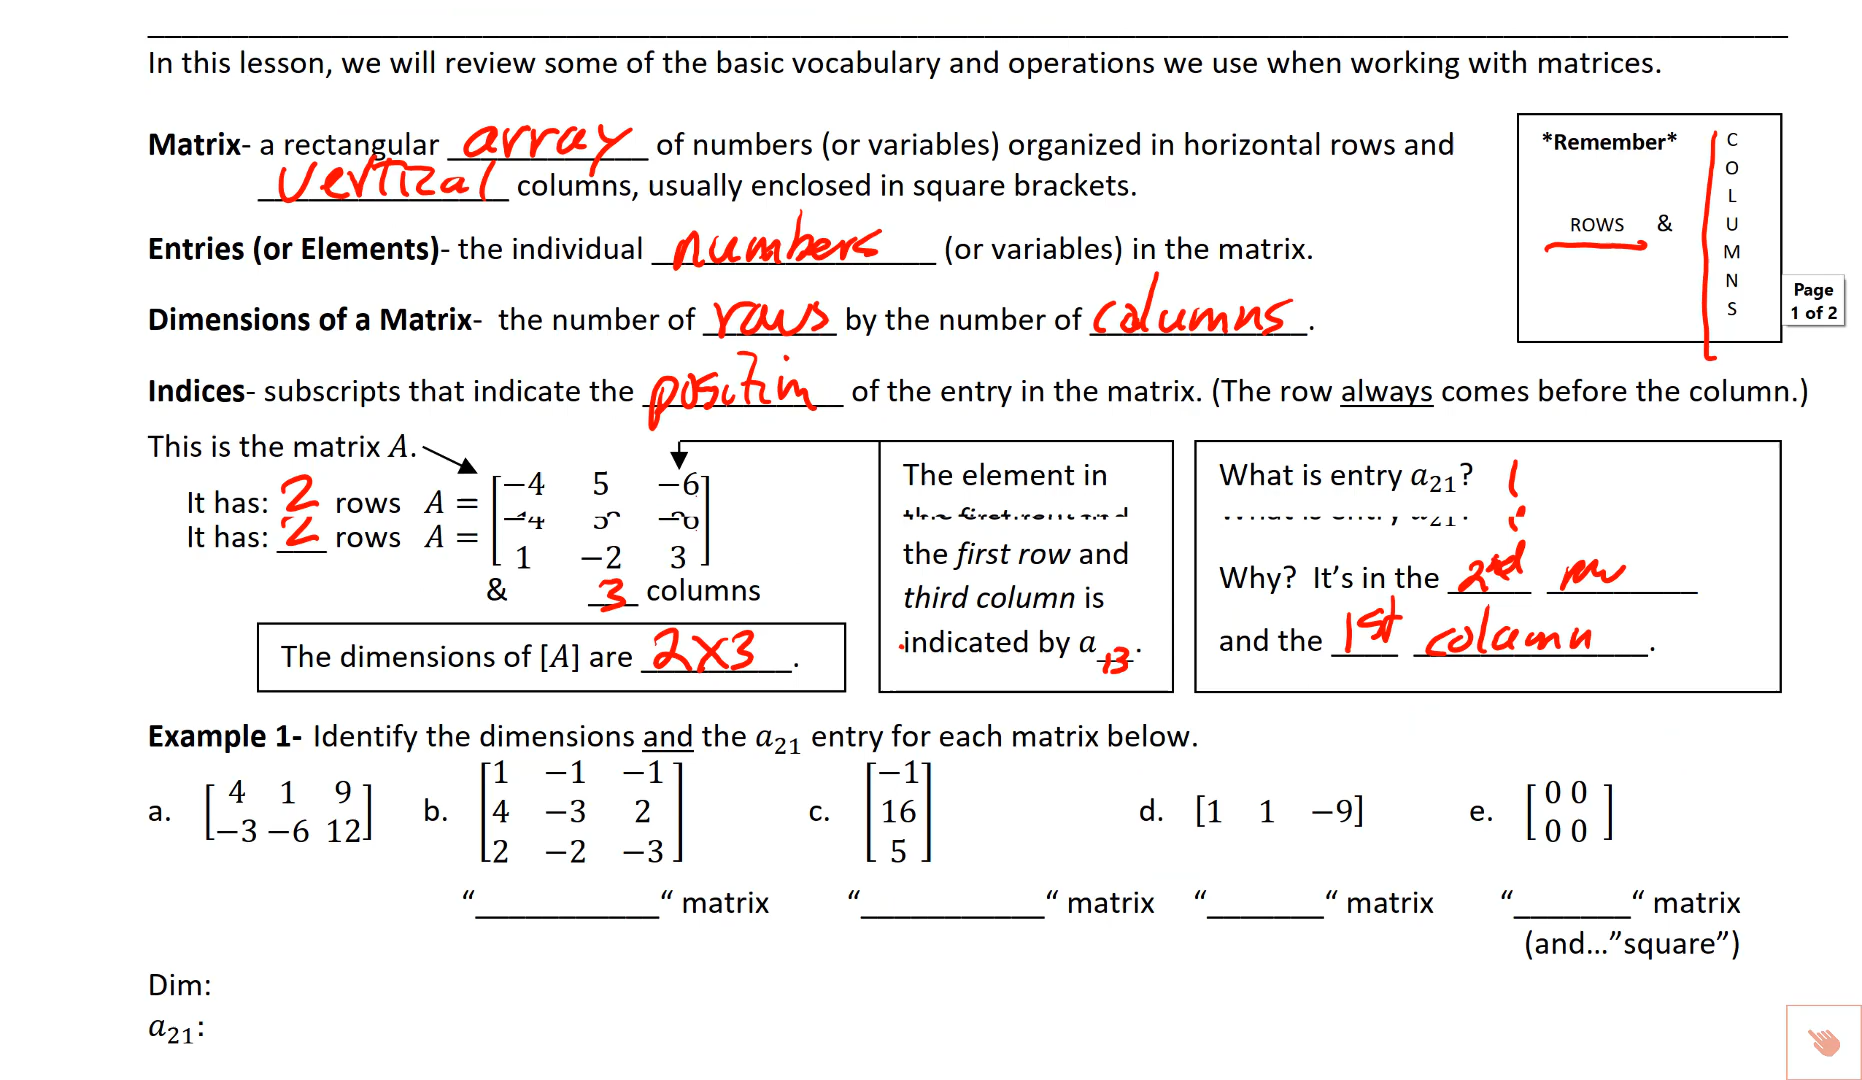 In this lesson, we will review some of the basic vocabulary and operations we use when working with matrices.
Matrix- a rectangular array of numbers (or variables) organized in horizontal rows and
vertical columns, usually enclosed in square brackets.
*Remember*
ROWS &
C
O
L
U
M
N
S
Entries (or Elements)- the individual numbers (or variables) in the matrix.
Page
1 of 2
Dimensions of a Matrix- the number of rows by the number of columns.
Indices- subscripts that indicate the position of the entry in the matrix. (The row always comes before the column.)
This is the matrix A.
It has: 2 rows A = [−4 5 −6]
It has: 2 rows A = [1 −2 3]
& 3 columns
The dimensions of [A] are 2x3.
The element in
the first row and
third column is
indicated by a13.
What is entry a21? 1
Why? It's in the 2nd row
and the 1st column.
Example 1- Identify the dimensions and the a21 entry for each matrix below.
a. [4 1 9
−3 −6 12]
b. [1 −1 −1
4 −3 2
2 −2 −3]
c. [−1
16
5]
d. [1 1 −9]
e. [0 0
0 0]
“___________“ matrix “___________“ matrix “_______“ matrix “_______“ matrix
(and...”square”)
Dim:
a21: